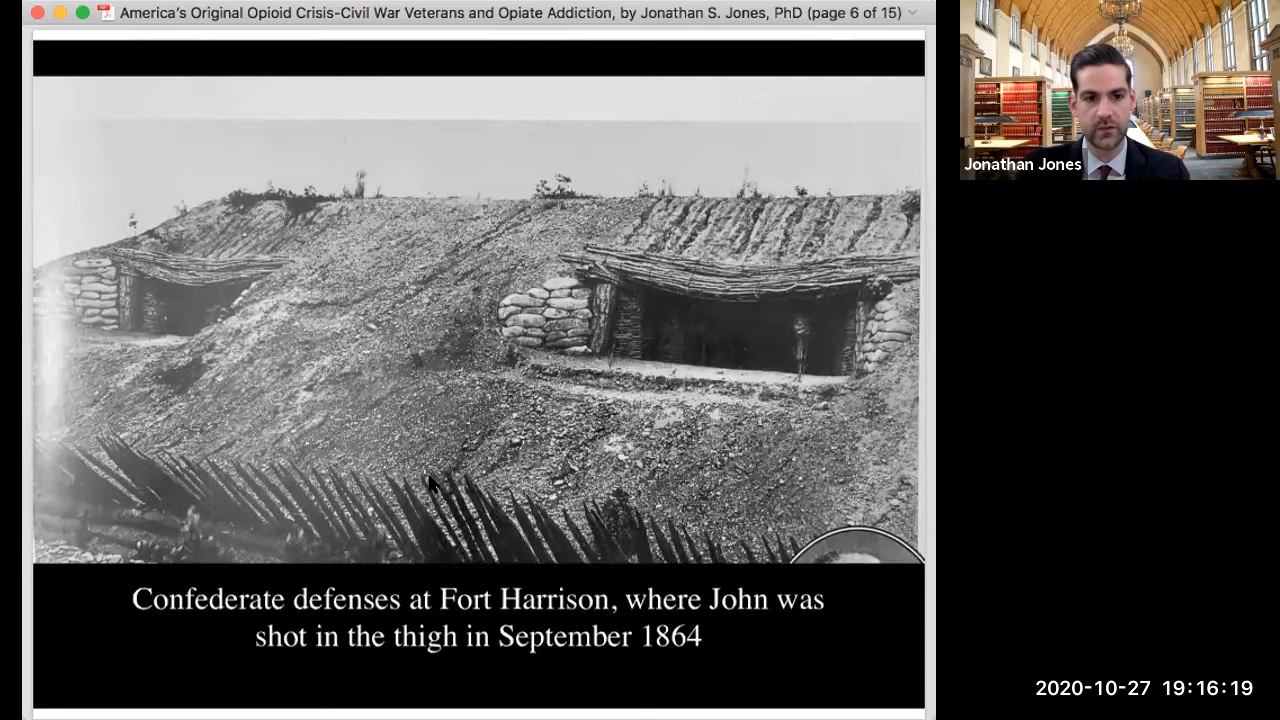 America's Original Opioid Crisis-Civil War Veterans and Opiate Addiction, by Jonathan S. Jones, PhD (page 6 of 15)
Jonathan Jones
Confederate defenses at Fort Harrison, where John was
shot in the thigh in September 1864
2020-10-27 19:16:19